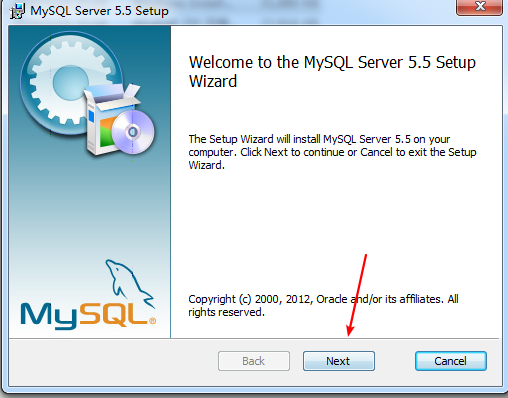 MySQL Server 5.5 Setup
Welcome to the MySQL Server 5.5 Setup
Wizard
The Setup Wizard will install MySQL Server 5.5 on your
computer. Click Next to continue or Cancel to exit the Setup
Wizard.
MySQL®
Copyright (c) 2000, 2012, Oracle and/or its affiliates. All
rights reserved.
Back
Next
Cancel